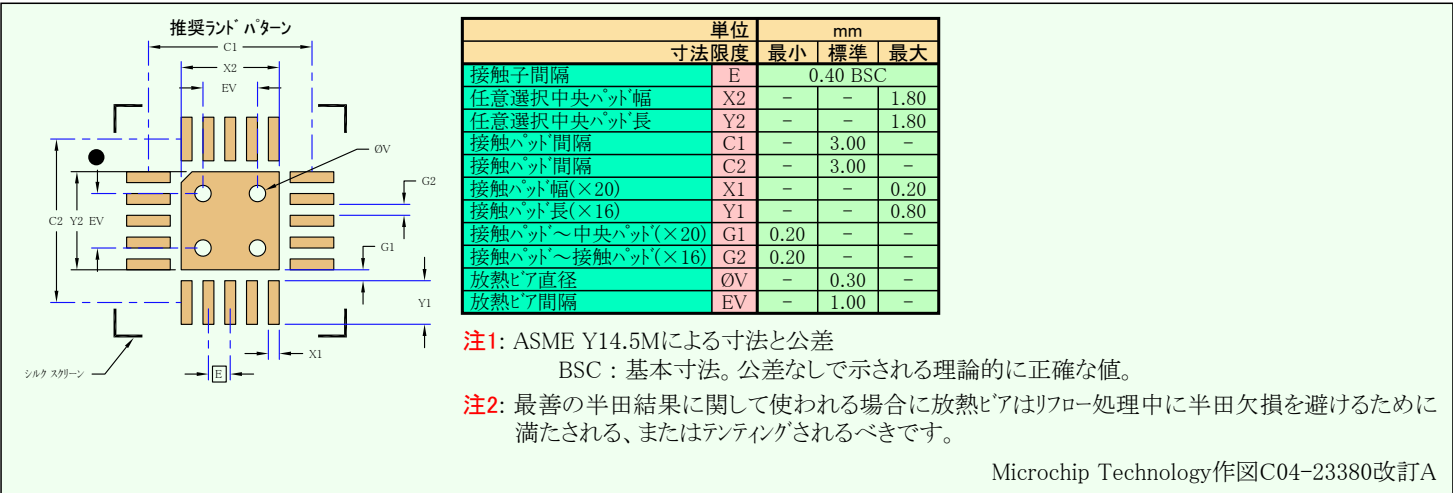 推奨ランド パターン
C1
X2
EV
ØV
G2
C2 Y2 EV
G1
Y1
X1
E
シルク スクリーン
単位 mm
寸法限度 最小 標準 最大
接触子間隔 E 0.40 BSC
任意選択中央パッド幅 X2 - - 1.80
任意選択中央パッド長 Y2 - - 1.80
接触パッド間隔 C1 - 3.00 -
接触パッド間隔 C2 - 3.00 -
接触パッド幅(×20) X1 - - 0.20
接触パッド長(×16) Y1 - - 0.80
接触パッド～中央パッド(×20) G1 0.20 - -
接触パッド～接触パッド(×16) G2 0.20 - -
放熱ビア直径 ØV - 0.30 -
放熱ビア間隔 EV - 1.00 -
注1: ASME Y14.5Mによる寸法と公差
BSC : 基本寸法。公差なしで示される理論的に正確な値。
注2: 最善の半田結果に関して使われる場合に放熱ビアはリフロー処理中に半田欠損を避けるために
満たされる、またはテンティングされるべきです。
Microchip Technology作図C04-23380改訂A